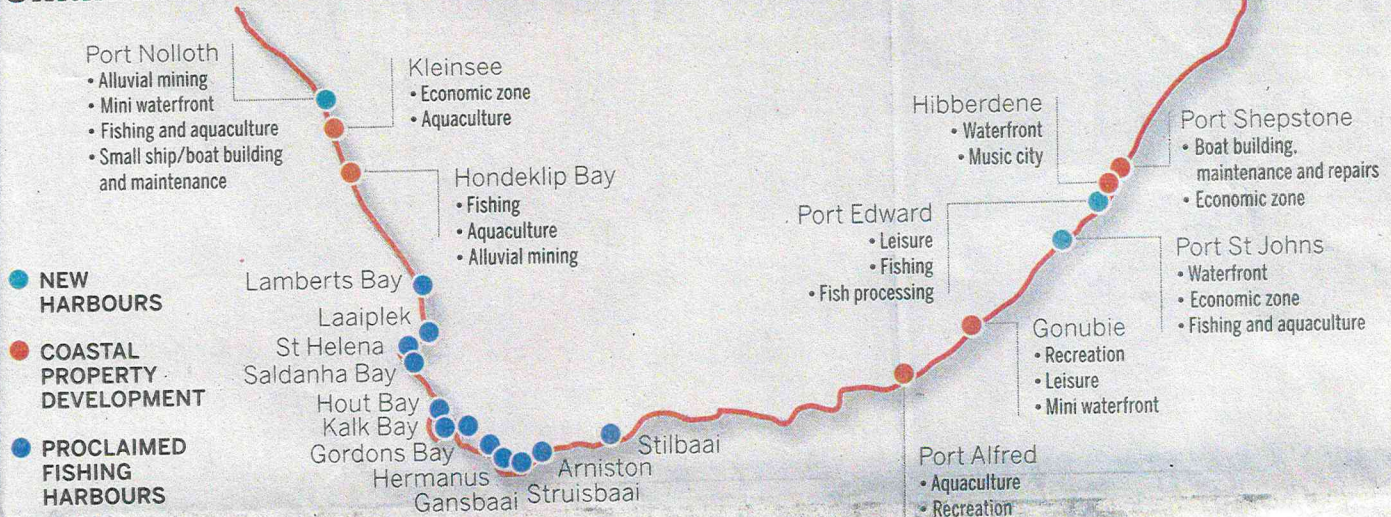 Port Nolloth
• Alluvial mining
• Mini waterfront
• Fishing and aquaculture
• Small ship/boat building
and maintenance
Kleinsee
• Economic zone
• Aquaculture
Hondeklip Bay
• Fishing
• Aquaculture
• Alluvial mining
NEW
HARBOURS
COASTAL
PROPERTY
DEVELOPMENT
PROCLAIMED
FISHING
HARBOURS
Lamberts Bay
Laaiplek
St Helena
Saldanha Bay
Hout Bay
Kalk Bay
Gordons Bay
Hermanus
Gansbaai
Struisbaai
Arniston
Stilbaai
Port Alfred
• Aquaculture
• Recreation
Gonubie
• Recreation
• Leisure
• Mini waterfront
Port St Johns
• Waterfront
• Economic zone
• Fishing and aquaculture
Port Edward
• Leisure
• Fishing
• Fish processing
Hibberdene
• Waterfront
• Music city
Port Shepstone
• Boat building,
maintenance and repairs
• Economic zone